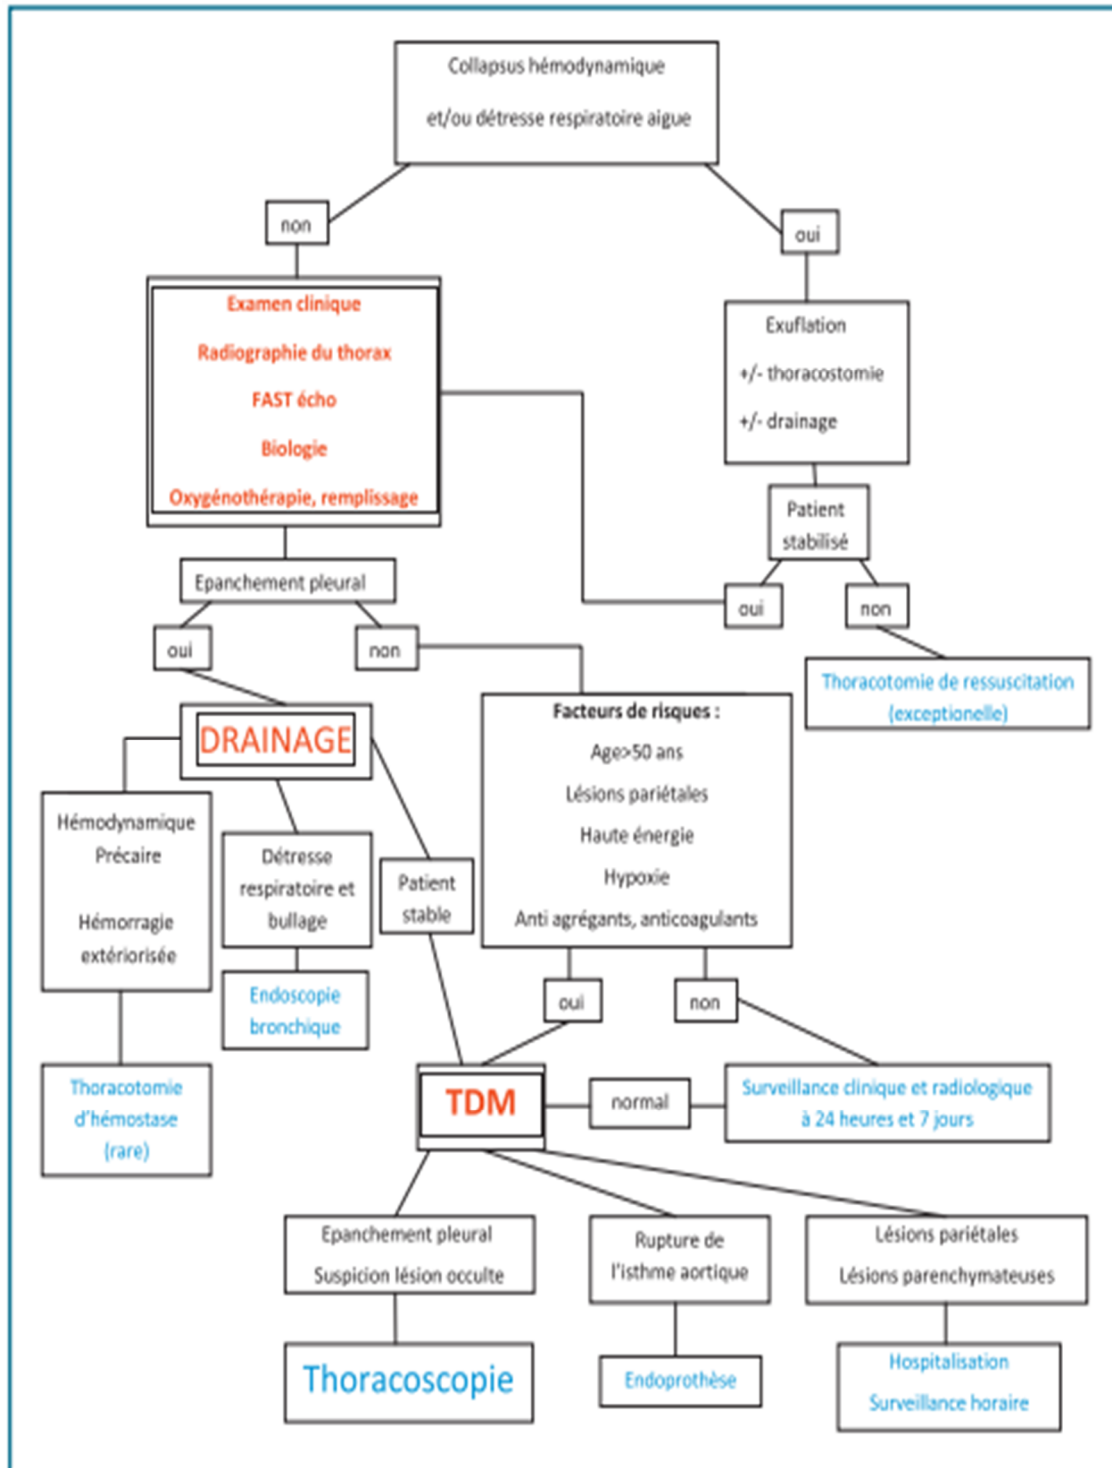 Collapsus hémodynamique
et/ou détresse respiratoire aigue
non
oui
Examen clinique
Radiographie du thorax
FAST écho
Biologie
Oxygénothérapie, remplissage
Exuflation
+/- thoracostomie
+/- drainage
Patient
stabilisé
oui
non
Thoracotomie de ressuscitation
(exceptionelle)
Epanchement pleural
oui
non
DRAINAGE
Facteurs de risques :
Age>50 ans
Lésions pariétales
Haute énergie
Hypoxie
Anti agrégants, anticoagulants
Hémodynamique
Précaire
Hémorragie
extériorisée
Détresse
respiratoire et
bullage
Patient
stable
Endoscopie
bronchique
oui
non
Thoracotomie
d'hémostase
(rare)
TDM
normal
Surveillance clinique et radiologique
à 24 heures et 7 jours
Epanchement pleural
Suspicion lésion occulte
Rupture de
l'isthme aortique
Lésions pariétales
Lésions parenchymateuses
Thoracoscopie
Endoprothèse
Hospitalisation
Surveillance horaire